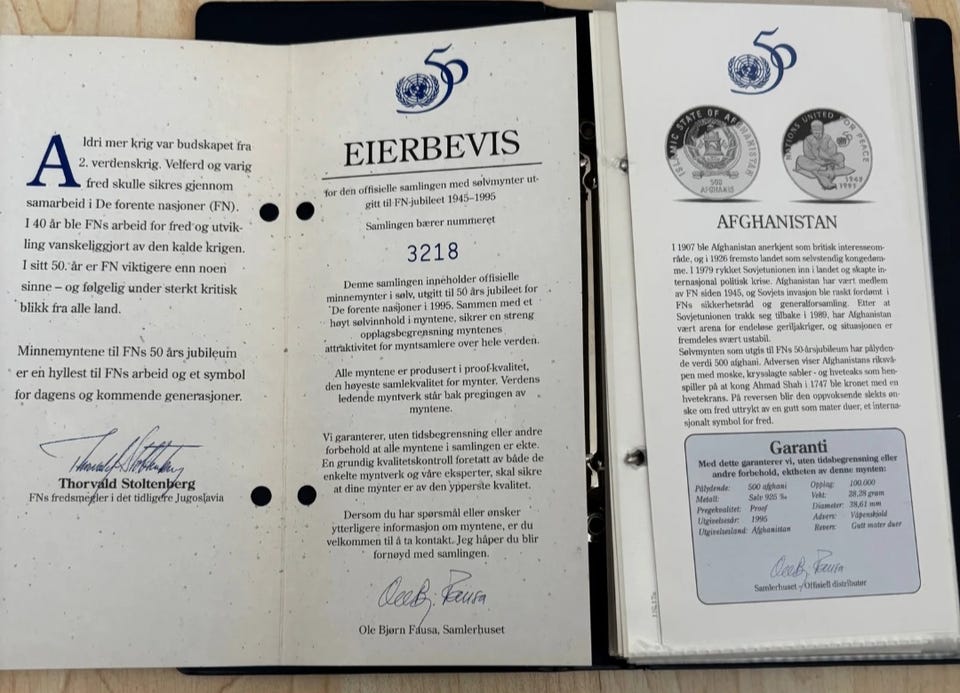 Aldri mer krig var budskapet fra
2. verdenskrig. Velferd og varig
fred skulle sikres gjennom
samarbeid i De forente nasjoner (FN).
I 40 år ble FNs arbeid for fred og utvik-
ling vanskeliggjort av den kalde krigen.
I sitt 50. år er FN viktigere enn noen
sinne – og følgelig under sterkt kritisk
blikk fra alle land.
Minnemyntene til FNs 50 års jubileum
er en hyllest til FNs arbeid og et symbol
for dagens og kommende generasjoner.
Thorvald Stoltenberg
Thorvald Stoltenberg
FNs fredsmegler i det tidligere Jugoslavia
50
EIERBEVIS
for den offisielle samlingen med sølvmynter ut-
gitt til FN-jubileet 1945–1995
Samlingen bærer nummeret
3218
Denne samlingen inneholder offisielle
minnemynter i sølv, utgitt til 50 års jubileet for
De forente nasjoner i 1995. Sammen med et
høyt sølvinnhold i myntene, sikrer en streng
opplagsbegrensning myntenes
attraktivitet for myntsamlere over hele verden.
Alle myntene er produsert i proof-kvalitet,
den høyeste samlekvalitet for mynter. Verdens
ledende myntverk står bak pregingen av
myntene.
Vi garanterer, uten tidsbegrensning eller andre
forbehold at alle myntene i samlingen er ekte.
En grundig kvalitetskontroll foretatt av både de
enkelte myntverk og våre eksperter, skal sikre
at dine mynter er av den ypperste kvalitet.
Dersom du har spørsmål eller ønsker
ytterligere informasjon om myntene, er du
velkommen til å ta kontakt. Jeg håper du blir
fornøyd med samlingen.
Ole Bj. Fausa
Ole Bjørn Fausa, Samlerhuset
50
ISLAMIC STATE OF AFGHANISTAN
500
AFGHANIS
NATIONS UNITED FOR PEACE
50
1945
1995
AFGHANISTAN
I 1907 ble Afghanistan anerkjent som britisk interesseom-
råde, og i 1926 fremsto landet som selvstendig kongedøm-
me. I 1979 rykket Sovjetunionen inn i landet og skapte in-
ternasjonal politisk krise. Afghanistan har vært medlem
av FN siden 1945, og Sovjets invasjon ble raskt fordømt i
FNs sikkerhetsråd og generalforsamling. Etter at
Sovjetunionen trakk seg tilbake i 1989, har Afghanistan
vært arena for endeløse geriljakriger, og situasjonen er
fremdeles svært ustabil.
Sølvmynten som utgis til FNs 50-årsjubileum har pålyden-
de verdi 500 afghani. Adversen viser Afghanistans riksvå-
pen med moske, krysslagte sabler - og hveteaks som hen-
spiller på at kong Ahmad Shah i 1747 ble kronet med en
hvetekrans. På reversen blir den oppvoksende slekts øn-
ske om fred uttrykt av en gutt som mater duer, et interna-
sjonalt symbol for fred.
Garanti
Med dette garanterer vi, uten tidsbegrensning eller
andre forbehold, ektheten av denne mynten:
Pålydende: 500 afghani Opplag: 100.000
Metall: Sølv 925 ‰ Vekt: 28,28 gram
Pregekvalitet: Proof Diameter: 38,61 mm
Utgivelsesår: 1995 Advers: Våpenskjold
Utgivelsesland: Afghanistan Revers: Gutt mater duer
Ole Bj. Fausa
Samlerhuset - Offisiell distributør